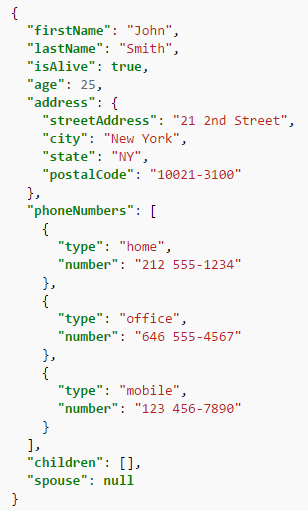 {
  "firstName": "John",
  "lastName": "Smith",
  "isAlive": true,
  "age": 25,
  "address": {
    "streetAddress": "21 2nd Street",
    "city": "New York",
    "state": "NY",
    "postalCode": "10021-3100"
  },
  "phoneNumbers": [
    {
      "type": "home",
      "number": "212 555-1234"
    },
    {
      "type": "office",
      "number": "646 555-4567"
    },
    {
      "type": "mobile",
      "number": "123 456-7890"
    }
  ],
  "children": [],
  "spouse": null
}